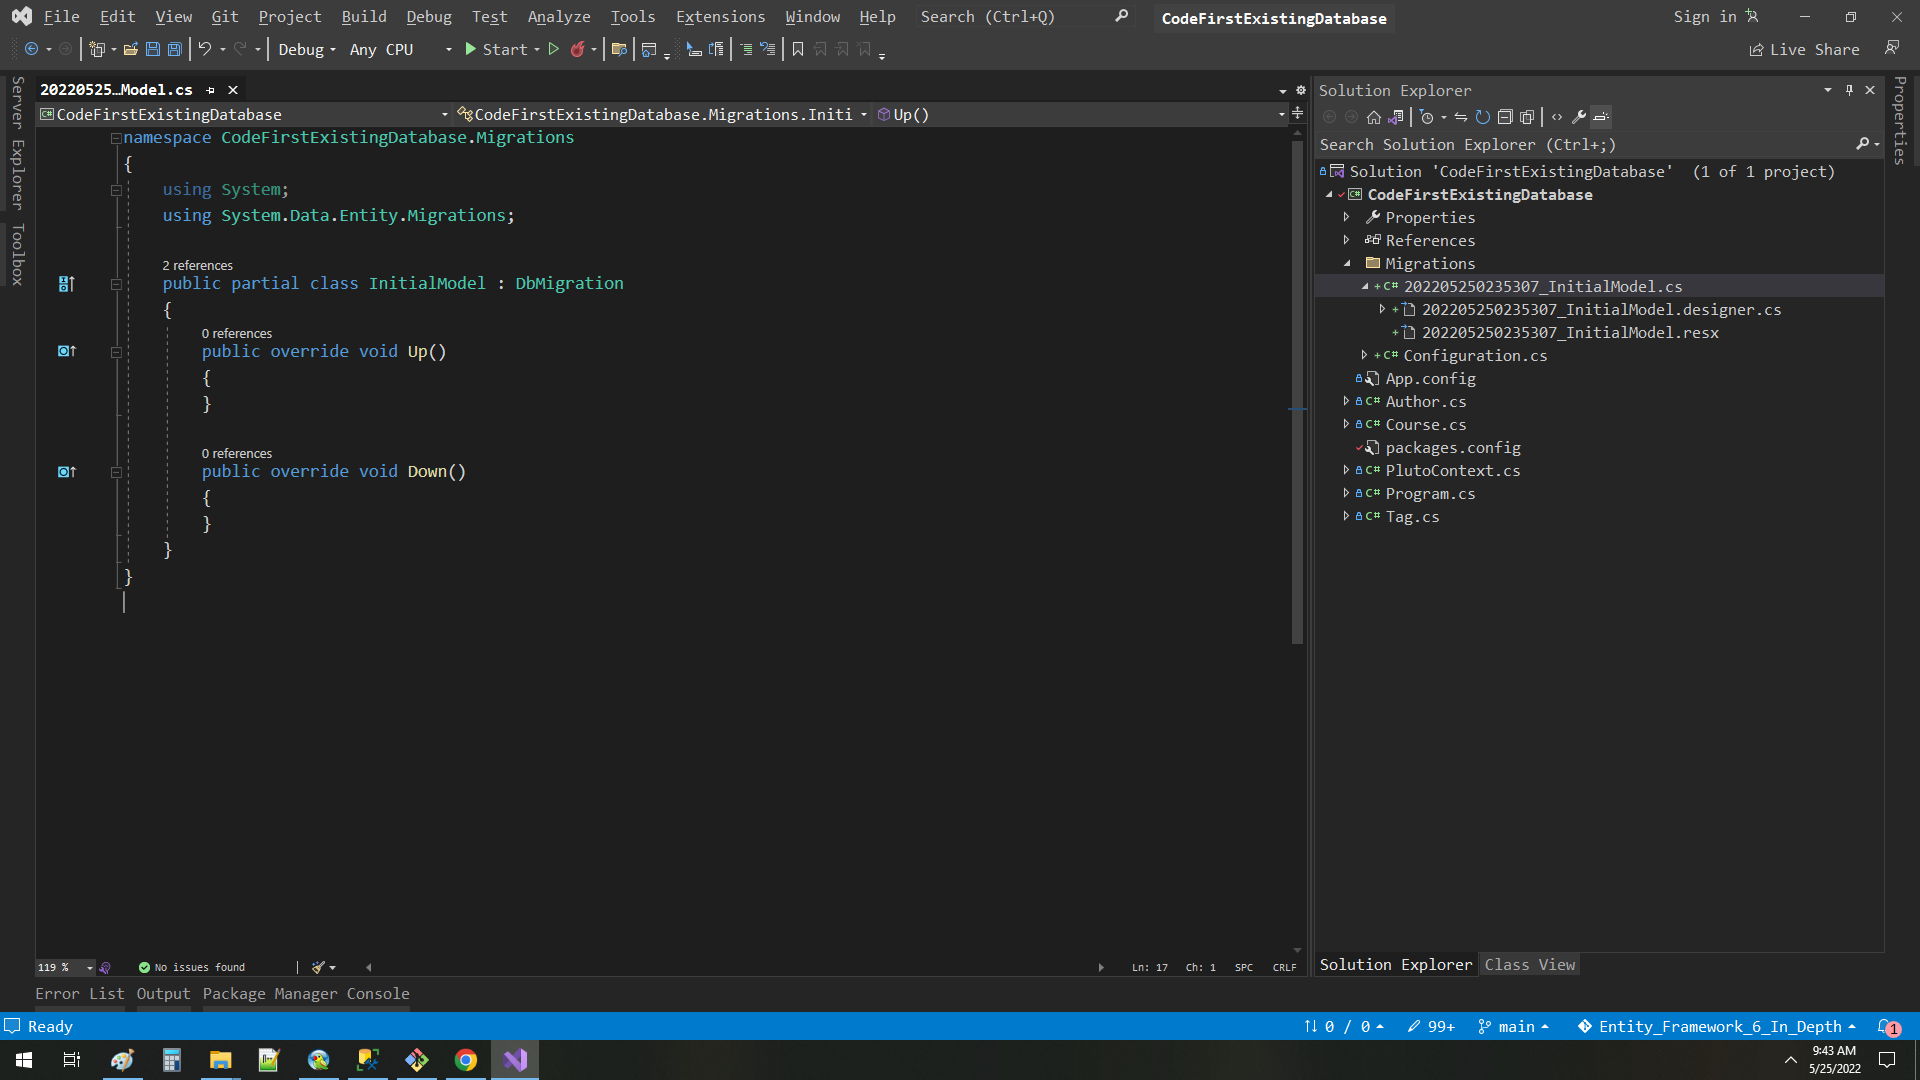 File Edit View Git Project Build Debug Test Analyze Tools Extensions Window Help Search (Ctrl+Q) CodeFirstExistingDatabase Sign in
Debug Any CPU Start Live Share
Server Explorer
Toolbox
20220525…Model.cs
CodeFirstExistingDatabase CodeFirstExistingDatabase.Migrations.Initi Up()
namespace CodeFirstExistingDatabase.Migrations
{
using System;
using System.Data.Entity.Migrations;
2 references
public partial class InitialModel : DbMigration
{
0 references
public override void Up()
{
}
0 references
public override void Down()
{
}
}
}
119 % No issues found Ln: 17 Ch: 1 SPC CRLF
Solution Explorer
Search Solution Explorer (Ctrl+;)
Solution 'CodeFirstExistingDatabase' (1 of 1 project)
CodeFirstExistingDatabase
Properties
References
Migrations
202205250235307_InitialModel.cs
202205250235307_InitialModel.designer.cs
202205250235307_InitialModel.resx
Configuration.cs
App.config
Author.cs
Course.cs
packages.config
PlutoContext.cs
Program.cs
Tag.cs
Solution Explorer Class View
Properties
Error List Output Package Manager Console
Ready 0 / 0 99+ main Entity_Framework_6_In_Depth 1
9:43 AM
5/25/2022